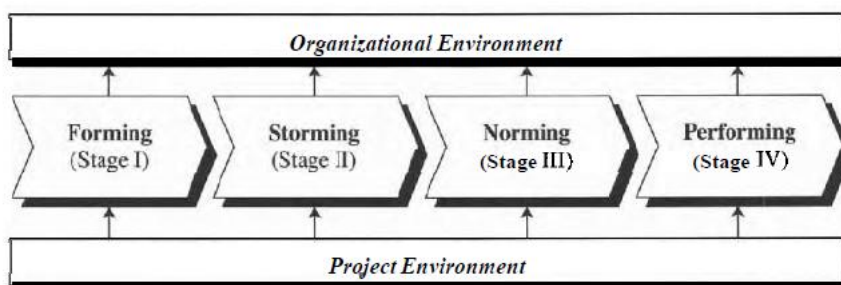 Organizational Environment
Forming
(Stage I)
Storming
(Stage II)
Norming
(Stage III)
Performing
(Stage IV)
Project Environment